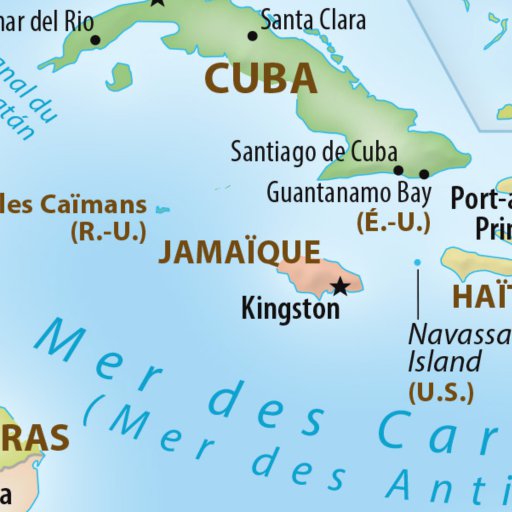 nar del Rio
Santa Clara
CUBA
anal du
atán
Santiago de Cuba
Guantanamo Bay
(É.-U.)
Port-a
Prin
les Caïmans
(R.-U.)
JAMAÏQUE
Kingston
HAÏT
Navassa
Island
(U.S.)
Mer des Car
(Mer des Anti
RAS
a